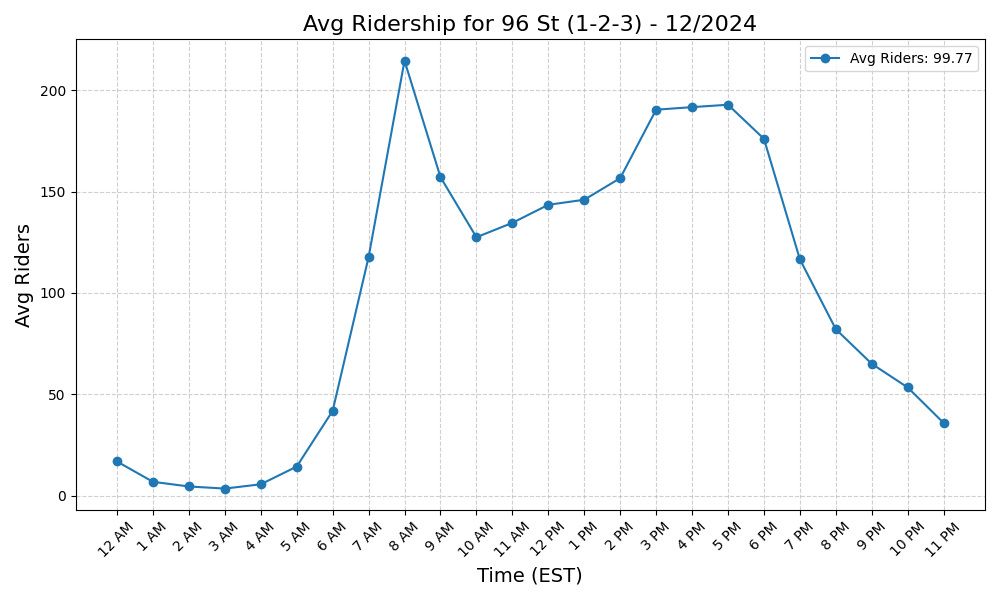 Avg Ridership for 96 St (1-2-3) - 12/2024
Avg Riders: 99.77
Avg Riders
200
150
100
50
0
12 AM
1 AM
2 AM
3 AM
4 AM
5 AM
6 AM
7 AM
8 AM
9 AM
10 AM
11 AM
12 PM
1 PM
2 PM
3 PM
4 PM
5 PM
6 PM
7 PM
8 PM
9 PM
10 PM
11 PM
Time (EST)